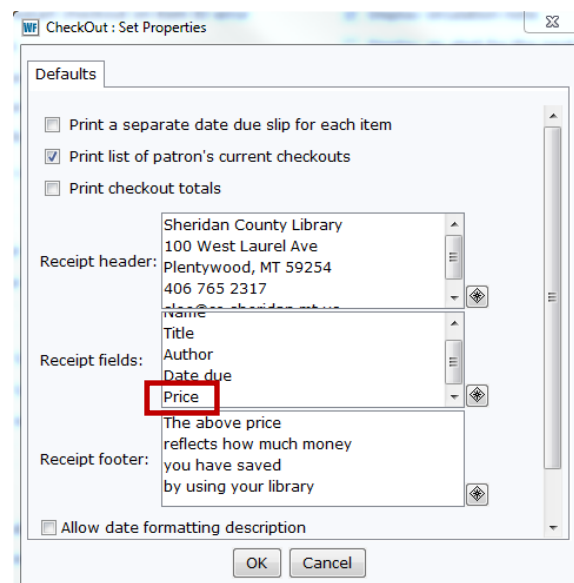 WF CheckOut : Set Properties
Defaults
Print a separate date due slip for each item
Print list of patron's current checkouts
Print checkout totals
Receipt header:
Sheridan County Library
100 West Laurel Ave
Plentywood, MT 59254
406 765 2317
Receipt fields:
Name
Title
Author
Date due
Price
Receipt footer:
The above price
reflects how much money
you have saved
by using your library
Allow date formatting description
OK Cancel